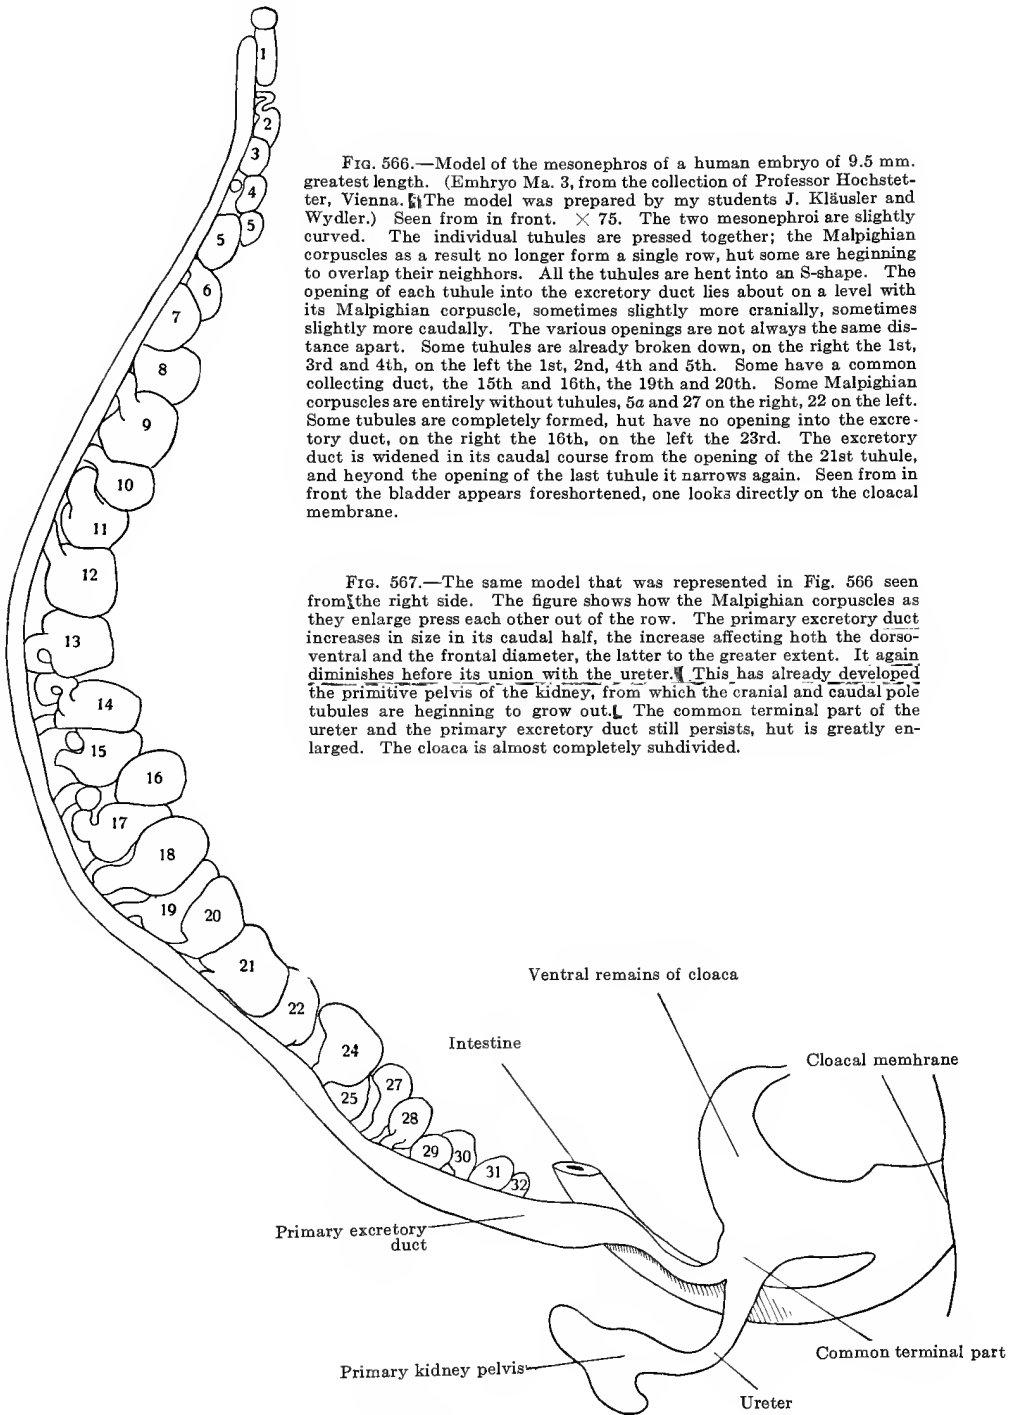 1
2
3
4
5
5
6
7
8
9
10
11
12
13
14
15
16
17
18
19
20
21
22
24
25
27
28
29
30
31
32
FIG. 566.—Model of the mesonephros of a human embryo of 9.5 mm.
greatest length. (Emhryo Ma. 3, from the collection of Professor Hochstet-
ter, Vienna. The model was prepared by my students J. Kläusler and
Wydler.) Seen from in front. × 75. The two mesonephroi are slightly
curved. The individual tuhules are pressed together; the Malpighian
corpuscles as a result no longer form a single row, hut some are beginning
to overlap their neighbors. All the tuhules are hent into an S-shape. The
opening of each tuhule into the excretory duct lies about on a level with
its Malpighian corpuscle, sometimes slightly more cranially, sometimes
slightly more caudally. The various openings are not always the same dis-
tance apart. Some tuhules are already broken down, on the right the 1st,
3rd and 4th, on the left the 1st, 2nd, 4th and 5th. Some have a common
collecting duct, the 15th and 16th, the 19th and 20th. Some Malpighian
corpuscles are entirely without tuhules, 5a and 27 on the right, 22 on the left.
Some tubules are completely formed, hut have no opening into the excre-
tory duct, on the right the 16th, on the left the 23rd. The excretory
duct is widened in its caudal course from the opening of the 21st tuhule,
and heyond the opening of the last tuhule it narrows again. Seen from in
front the bladder appears foreshortened, one looks directly on the cloacal
membrane.
FIG. 567.—The same model that was represented in Fig. 566 seen
from the right side. The figure shows how the Malpighian corpuscles as
they enlarge press each other out of the row. The primary excretory duct
increases in size in its caudal half, the increase affecting hoth the dorso-
ventral and the frontal diameter, the latter to the greater extent. It again
diminishes hefore its union with the ureter. This has already developed
the primitive pelvis of the kidney, from which the cranial and caudal pole
tubules are heginning to grow out. The common terminal part of the
ureter and the primary excretory duct still persists, hut is greatly en-
larged. The cloaca is almost completely suhdivided.
Ventral remains of cloaca
Intestine
Cloacal memhrane
Primary excretory
duct
Common terminal part
Primary kidney pelvis
Ureter